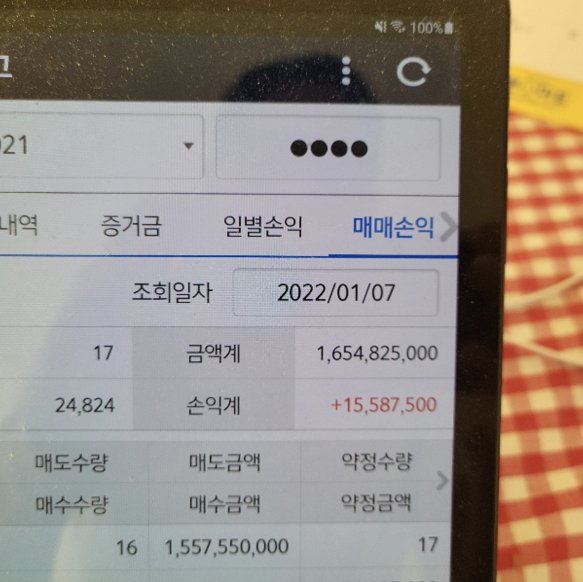 100%
고
021 ●●●●
내역 증거금 일별손익 매매손익
조회일자 2022/01/07
17 금액계 1,654,825,000
24,824 손익계 +15,587,500
매도수량 매도금액 약정수량
매수수량 매수금액 약정금액
16 1,557,550,000 17